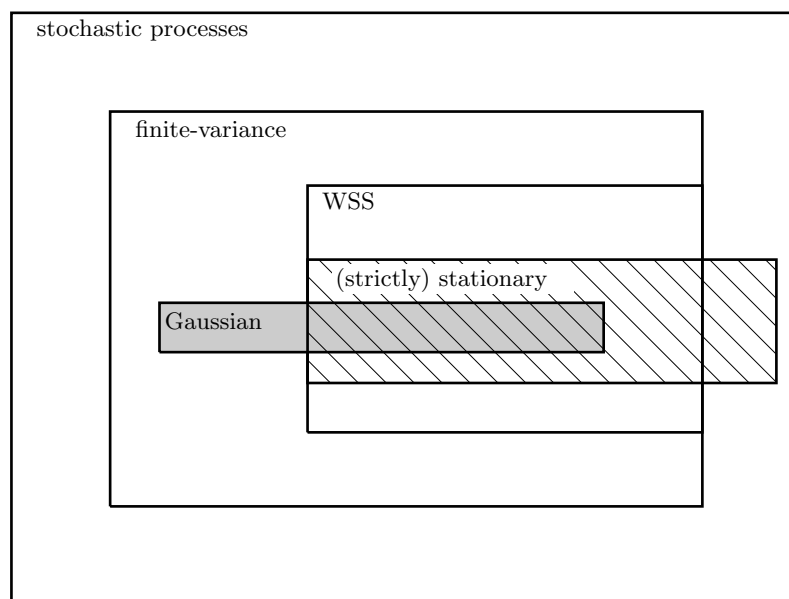 stochastic processes
finite-variance
WSS
(strictly) stationary
Gaussian